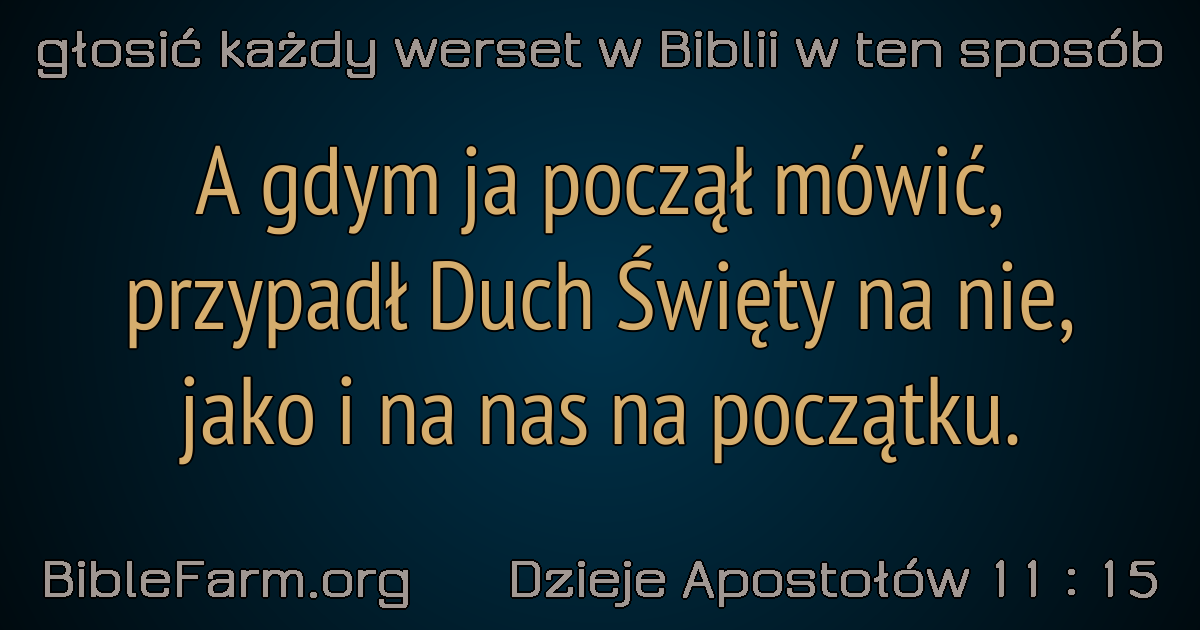 głosić każdy werset w Biblii w ten sposób
A gdym ja począł mówić,
przypadł Duch Święty na nie,
jako i na nas na początku.
BibleFarm.org
Dzieje Apostołów 11 : 15